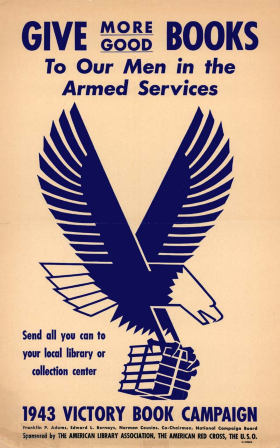 GIVE MORE GOOD BOOKS
To Our Men in the
Armed Services
Send all you can to
your local library or
collection center
1943 VICTORY BOOK CAMPAIGN
Franklin P. Adams, Edward L. Bernays, Norman Cousins, Co-Chairmen, National Campaign Board
Sponsored by THE AMERICAN LIBRARY ASSOCIATION, THE AMERICAN RED CROSS, THE U.S.O.